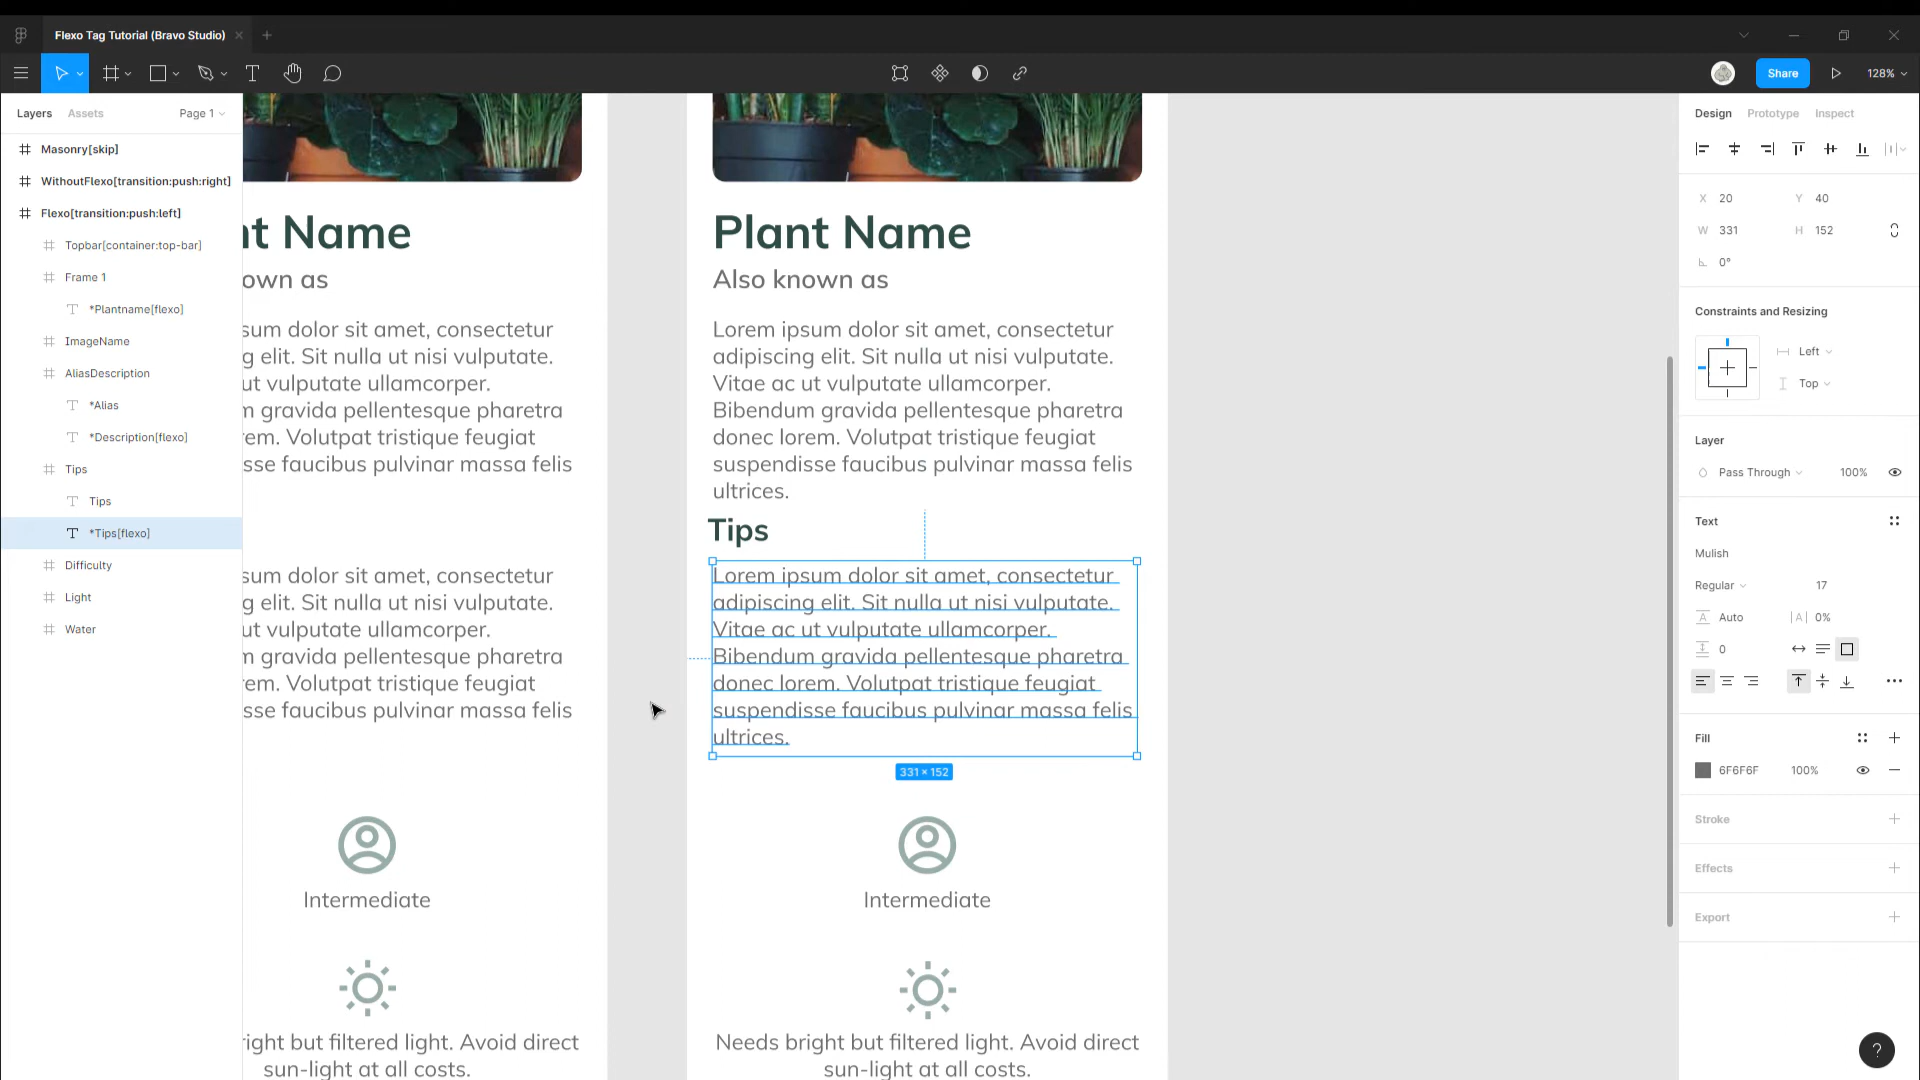 Flexo Tag Tutorial (Bravo Studio)
Share
128%
Layers
Assets
Page 1
Masonry[skip]
WithoutFlexo[transition:push:right]
Flexo[transition:push:left]
Topbar[container:top-bar]
Frame 1
*Plantname[flexo]
ImageName
AliasDescription
*Alias
*Description[flexo]
Tips
Tips
*Tips[flexo]
Difficulty
Light
Water
nt Name
own as
sum dolor sit amet, consectetur
g elit. Sit nulla ut nisi vulputate.
ut vulputate ullamcorper.
m gravida pellentesque pharetra
rem. Volutpat tristique feugiat
sse faucibus pulvinar massa felis
sum dolor sit amet, consectetur
g elit. Sit nulla ut nisi vulputate.
ut vulputate ullamcorper.
m gravida pellentesque pharetra
rem. Volutpat tristique feugiat
sse faucibus pulvinar massa felis
Intermediate
ight but filtered light. Avoid direct
sun-light at all costs.
Plant Name
Also known as
Lorem ipsum dolor sit amet, consectetur
adipiscing elit. Sit nulla ut nisi vulputate.
Vitae ac ut vulputate ullamcorper.
Bibendum gravida pellentesque pharetra
donec lorem. Volutpat tristique feugiat
suspendisse faucibus pulvinar massa felis
ultrices.
Tips
Lorem ipsum dolor sit amet, consectetur
adipiscing elit. Sit nulla ut nisi vulputate.
Vitae ac ut vulputate ullamcorper.
Bibendum gravida pellentesque pharetra
donec lorem. Volutpat tristique feugiat
suspendisse faucibus pulvinar massa felis
ultrices.
331 × 152
Intermediate
Needs bright but filtered light. Avoid direct
sun-light at all costs.
Design
Prototype
Inspect
X 20
Y 40
W 331
H 152
0°
Constraints and Resizing
Left
Top
Layer
Pass Through
100%
Text
Mulish
Regular
17
A Auto
|A| 0%
0
Fill
6F6F6F
100%
Stroke
Effects
Export
?